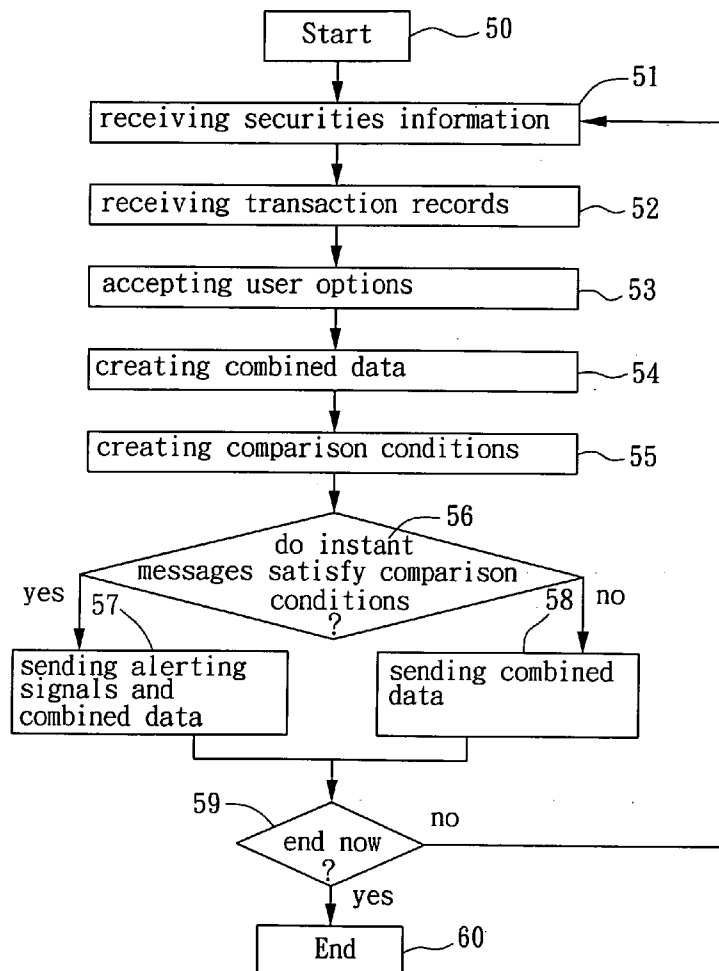 Start
50
51
receiving securities information
receiving transaction records
52
accepting user options
53
creating combined data
54
creating comparison conditions
55
56
do instant
messages satisfy comparison
conditions
?
yes
no
57
58
sending alerting
signals and
combined data
sending combined
data
59
end now
?
no
yes
End
60